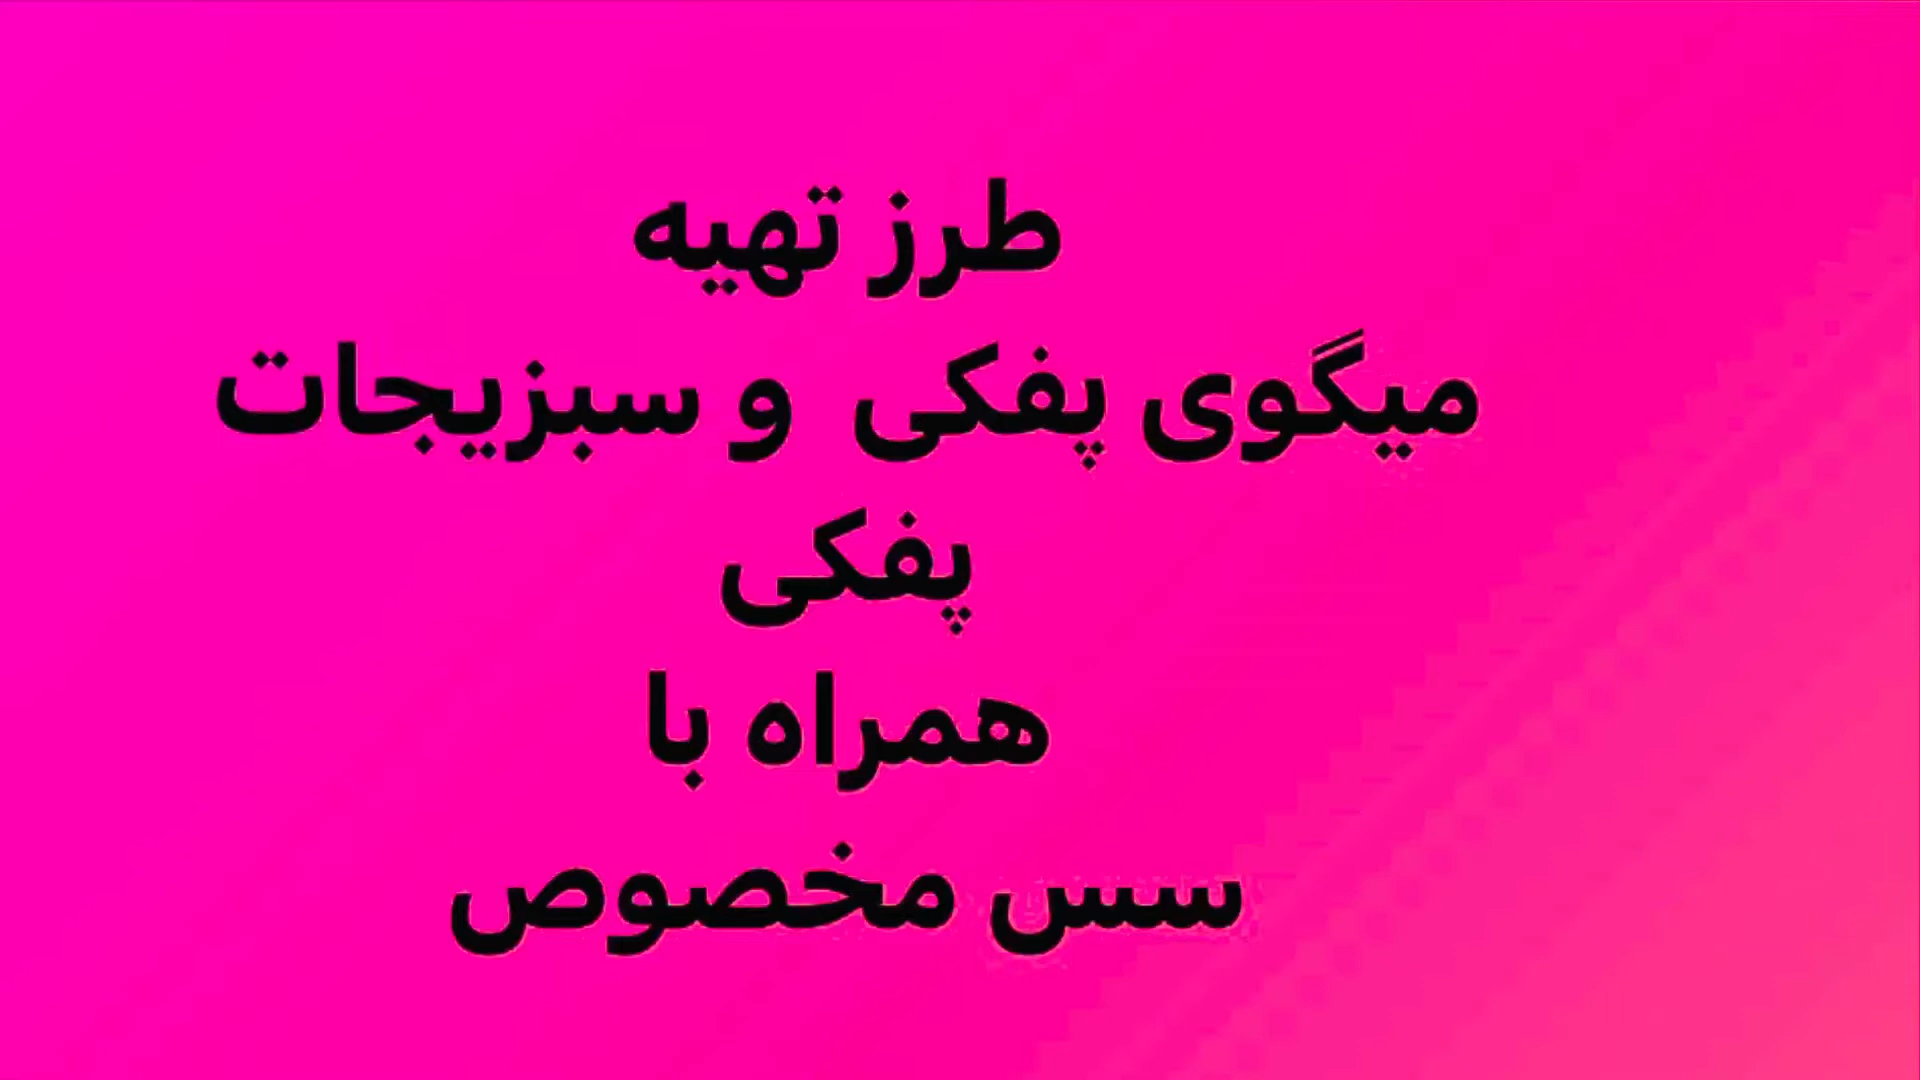 طرز تهیه
میگوی پفکی و سبزیجات
پفکی
همراه با
سس مخصوص